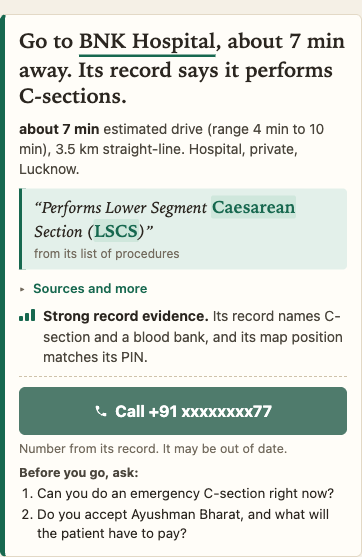 Go to BNK Hospital, about 7 min
away. Its record says it performs
C-sections.
about 7 min estimated drive (range 4 min to 10
min), 3.5 km straight-line. Hospital, private,
Lucknow.
“Performs Lower Segment Caesarean
Section (LSCS)”
from its list of procedures
▸ Sources and more
Strong record evidence. Its record names C-
section and a blood bank, and its map position
matches its PIN.
Call +91 xxxxxxxx77
Number from its record. It may be out of date.
Before you go, ask:
1. Can you do an emergency C-section right now?
2. Do you accept Ayushman Bharat, and what will
the patient have to pay?